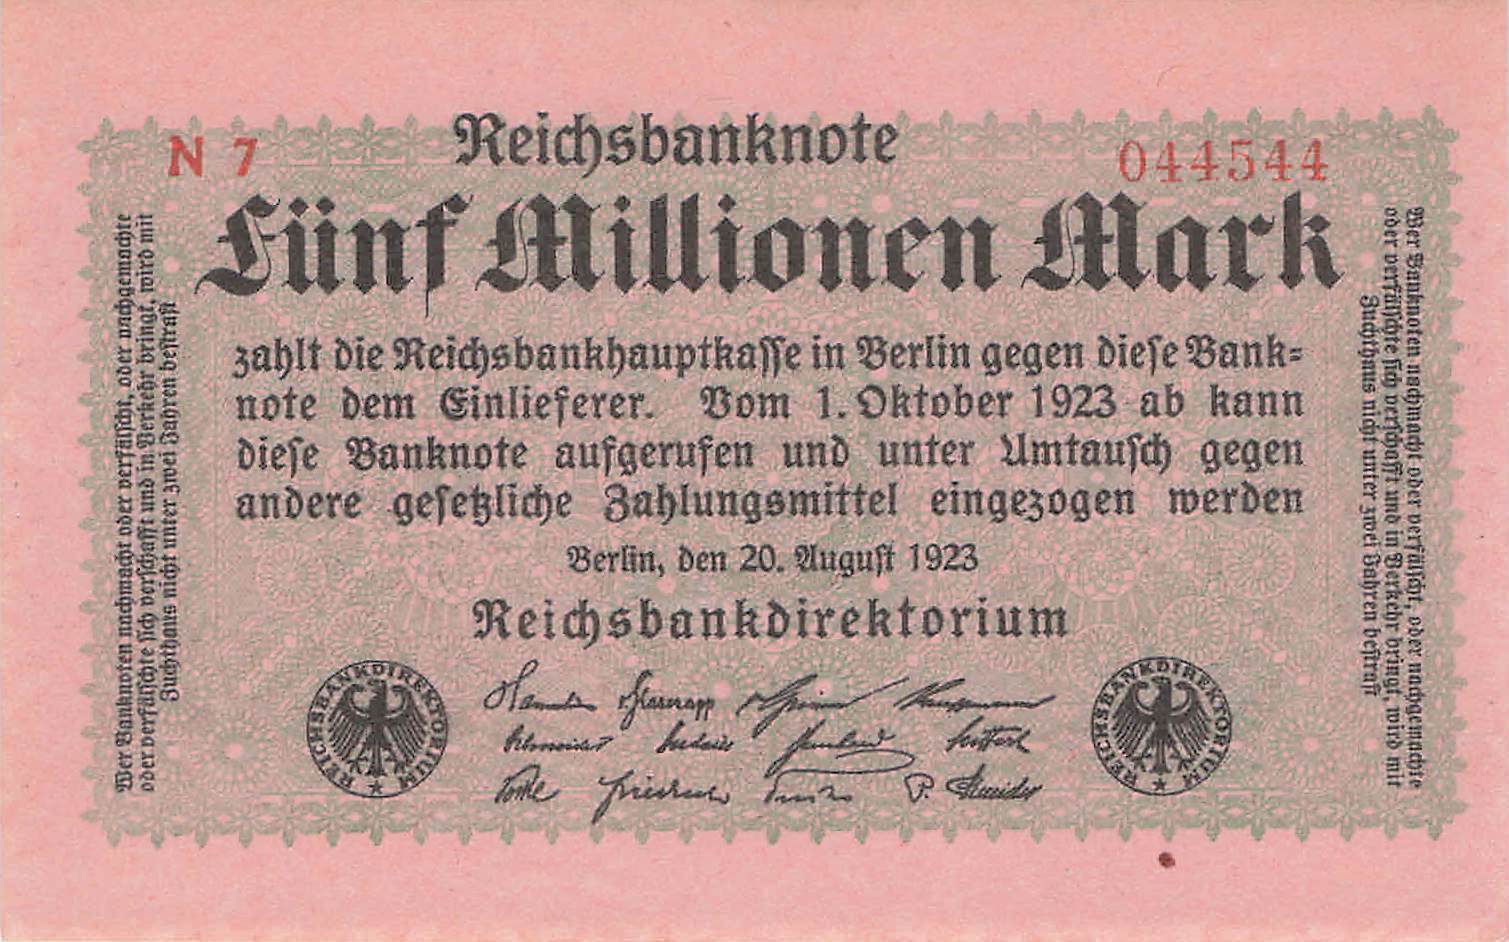 Reichsbanknote
N 7
044544
Fünf Millionen Mark
zahlt die Reichsbankhauptkasse in Berlin gegen diese Bank-
note dem Einlieferer. Vom 1. Oktober 1923 ab kann
diese Banknote aufgerufen und unter Umtausch gegen
andere gesetzliche Zahlungsmittel eingezogen werden
Berlin, den 20. August 1923
Reichsbankdirektorium
REICHSBANKDIREKTORIUM
REICHSBANKDIREKTORIUM
Wer Banknoten nachmacht oder verfälscht, oder nachgemachte
oder verfälschte sich verschafft und in Verkehr bringt, wird mit
Zuchthaus nicht unter zwei Jahren bestraft
Wer Banknoten nachmacht oder verfälscht, oder nachgemachte
oder verfälschte sich verschafft und in Verkehr bringt, wird mit
Zuchthaus nicht unter zwei Jahren bestraft